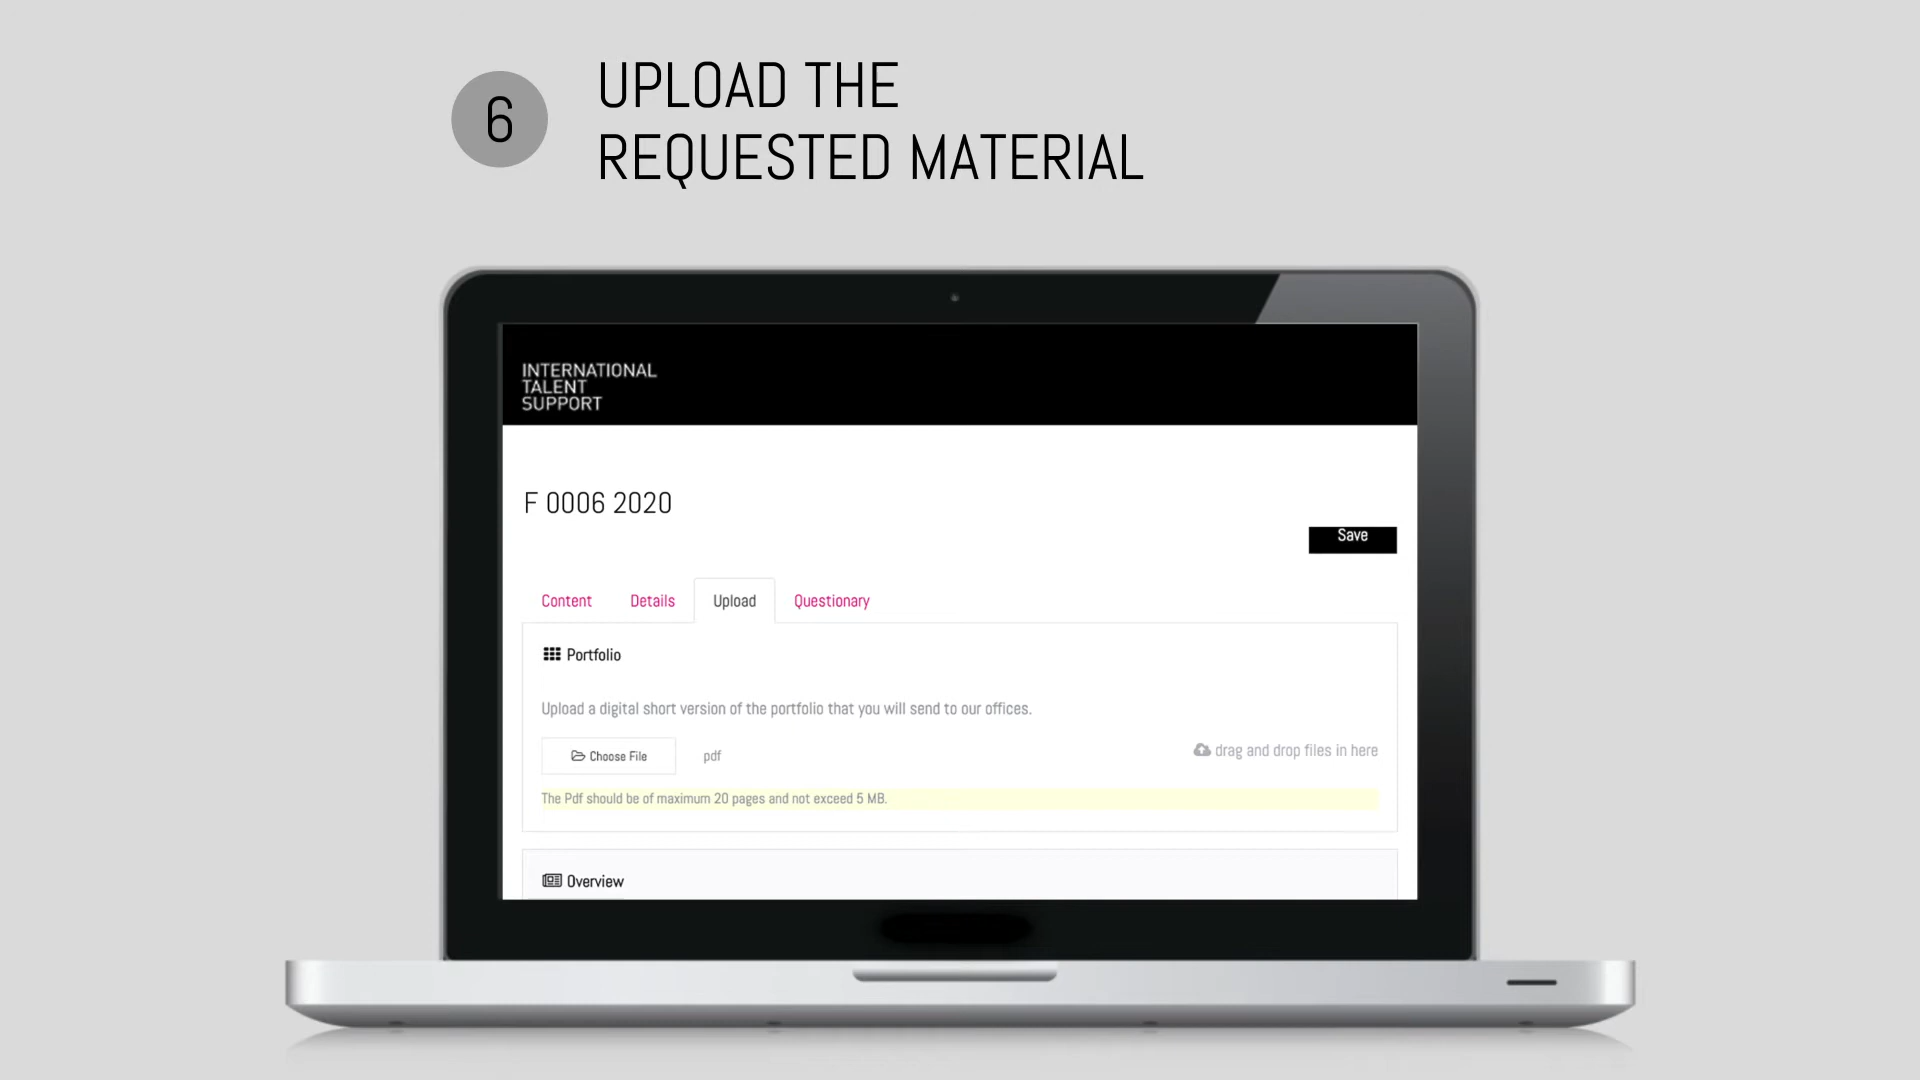 6
UPLOAD THE
REQUESTED MATERIAL
INTERNATIONAL
TALENT
SUPPORT
F 0006 2020
Save
Content Details Upload Questionary
Portfolio
Upload a digital short version of the portfolio that you will send to our offices.
Choose File pdf drag and drop files in here
The Pdf should be of maximum 20 pages and not exceed 5 MB.
Overview